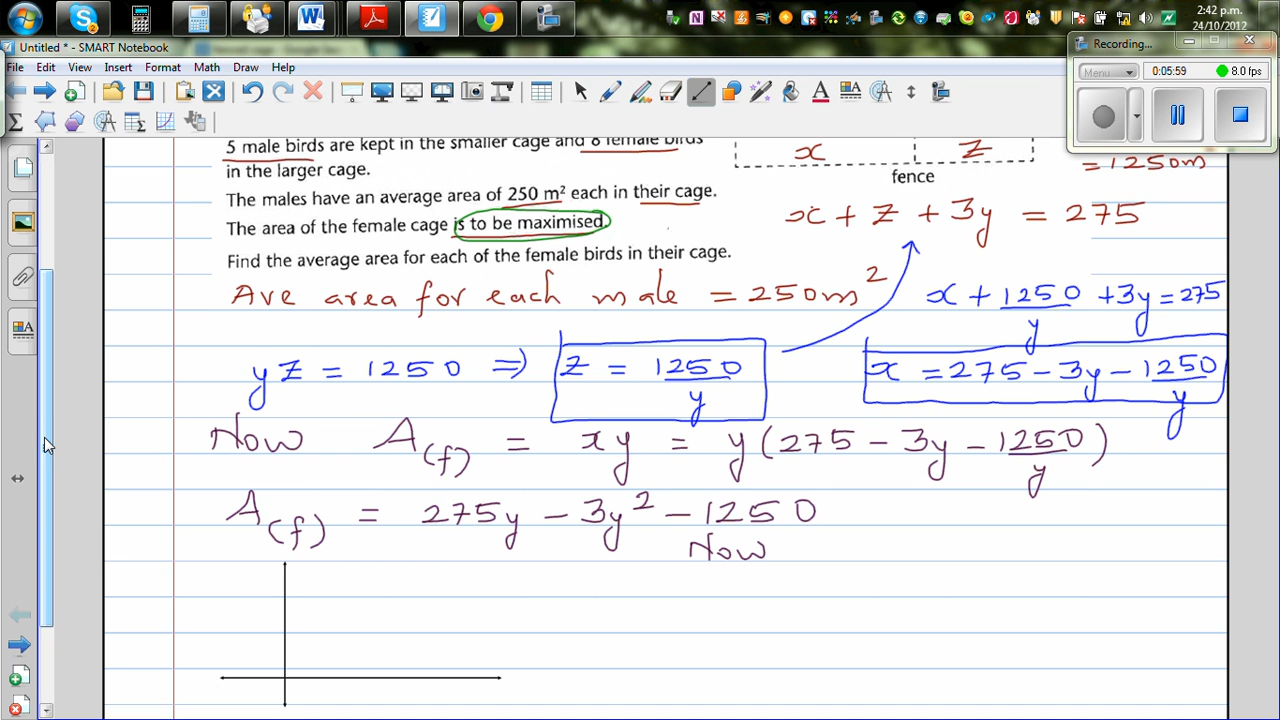 2:42 p.m.
24/10/2012
Untitled * - SMART Notebook
Recording...
File Edit View Insert Format Math Draw Help
Menu 0:05:59 8.0 fps
5 male birds are kept in the smaller cage and 8 female birds
in the larger cage.
The males have an average area of 250 m² each in their cage.
The area of the female cage is to be maximised.
Find the average area for each of the female birds in their cage.
x z
fence
= 1250m
x + z + 3y = 275
Ave area for each male = 250m²
x + 1250/y + 3y = 275
yz = 1250 ⇒ z = 1250/y
x = 275 - 3y - 1250/y
Now A(f) = xy = y(275 - 3y - 1250/y)
A(f) = 275y - 3y² - 1250
Now